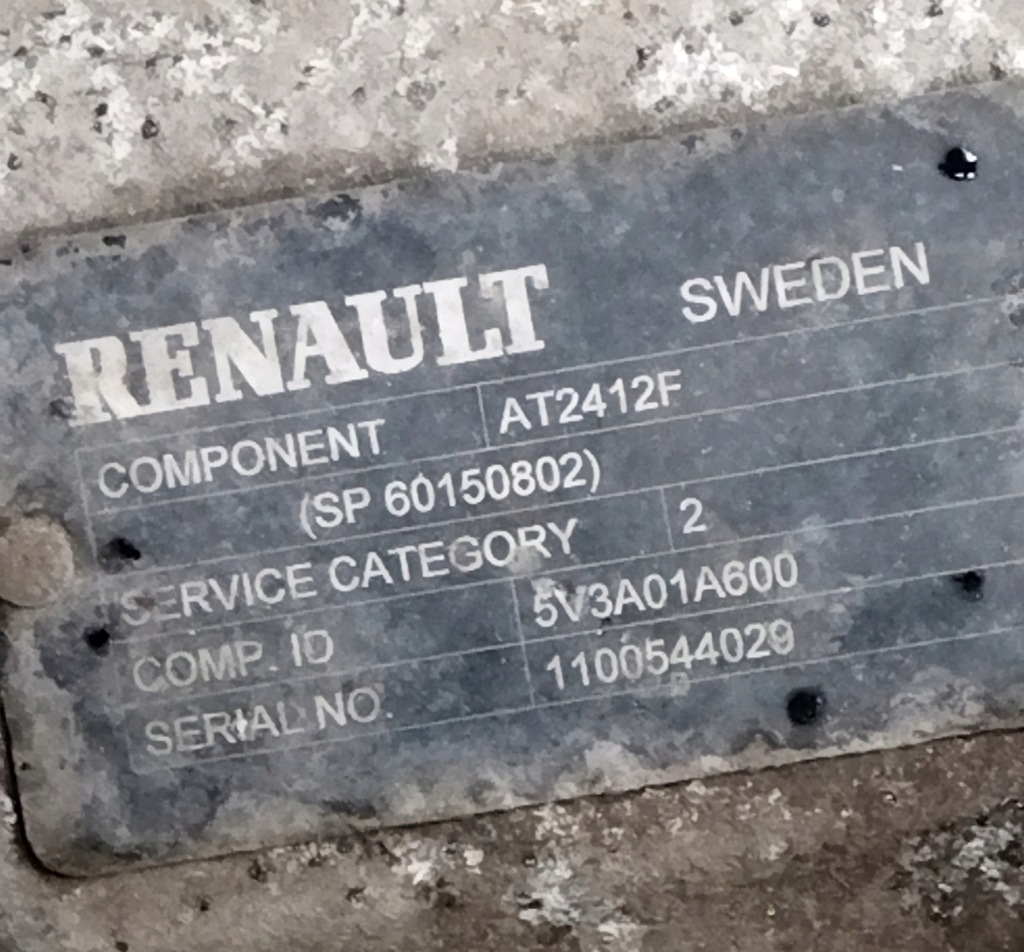 RENAULT SWEDEN
COMPONENT AT2412F
(SP 60150802)
SERVICE CATEGORY 2
COMP. ID 5V3A01A600
SERIAL NO. 1100544029